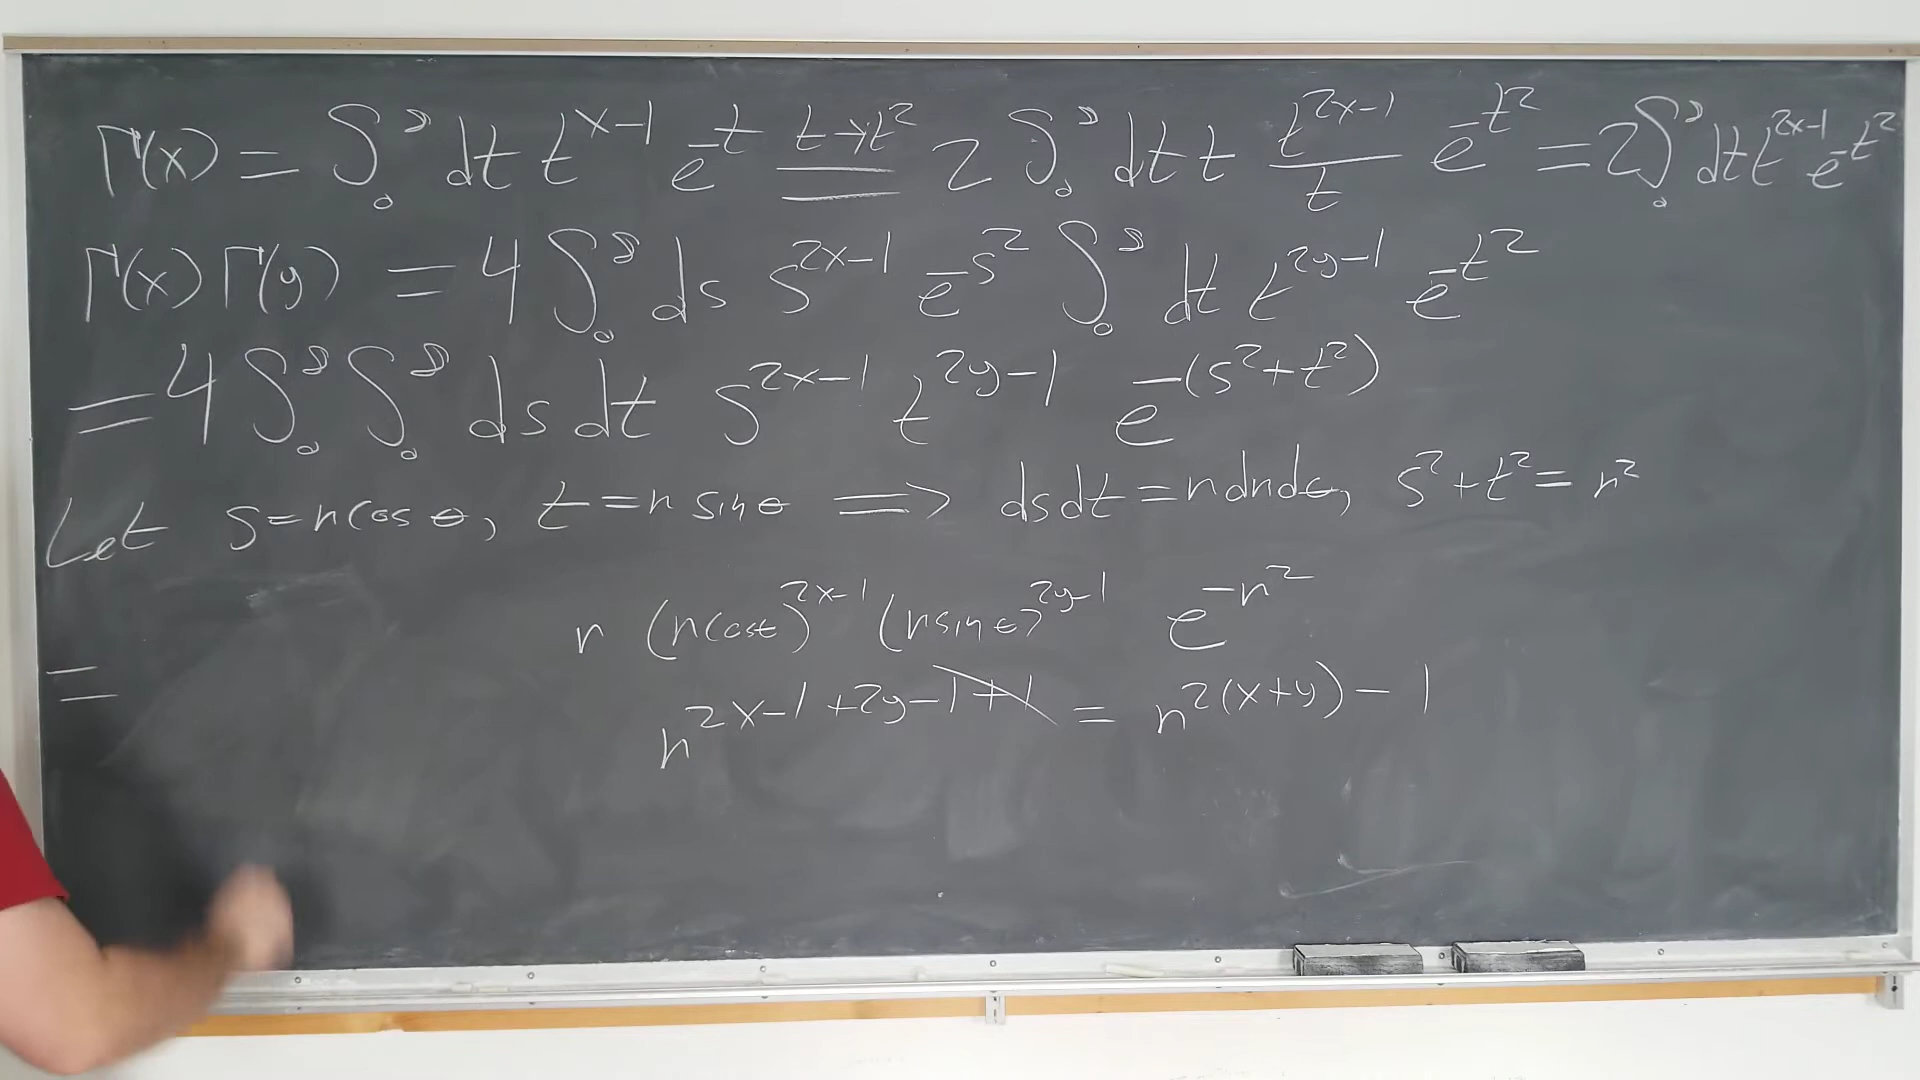 Γ(x) = ∫₀^∞ dt t^{x-1} e^{-t} =^{t→t²} 2 ∫₀^∞ dt t t^{2x-1}/t e^{-t²} = 2∫₀^∞ dt t^{2x-1} e^{-t²}
Γ(x) Γ(y) = 4 ∫₀^∞ ds s^{2x-1} e^{-s²} ∫₀^∞ dt t^{2y-1} e^{-t²}
= 4 ∫₀^∞ ∫₀^∞ ds dt s^{2x-1} t^{2y-1} e^{-(s²+t²)}
Let s = r cos θ, t = r sin θ ⟹ ds dt = r dr dθ, s² + t² = r²
r (r cos θ)^{2x-1} (r sin θ)^{2y-1} e^{-r²}
=
r^{2x-1+2y-1+1} = r^{2(x+y)-1}